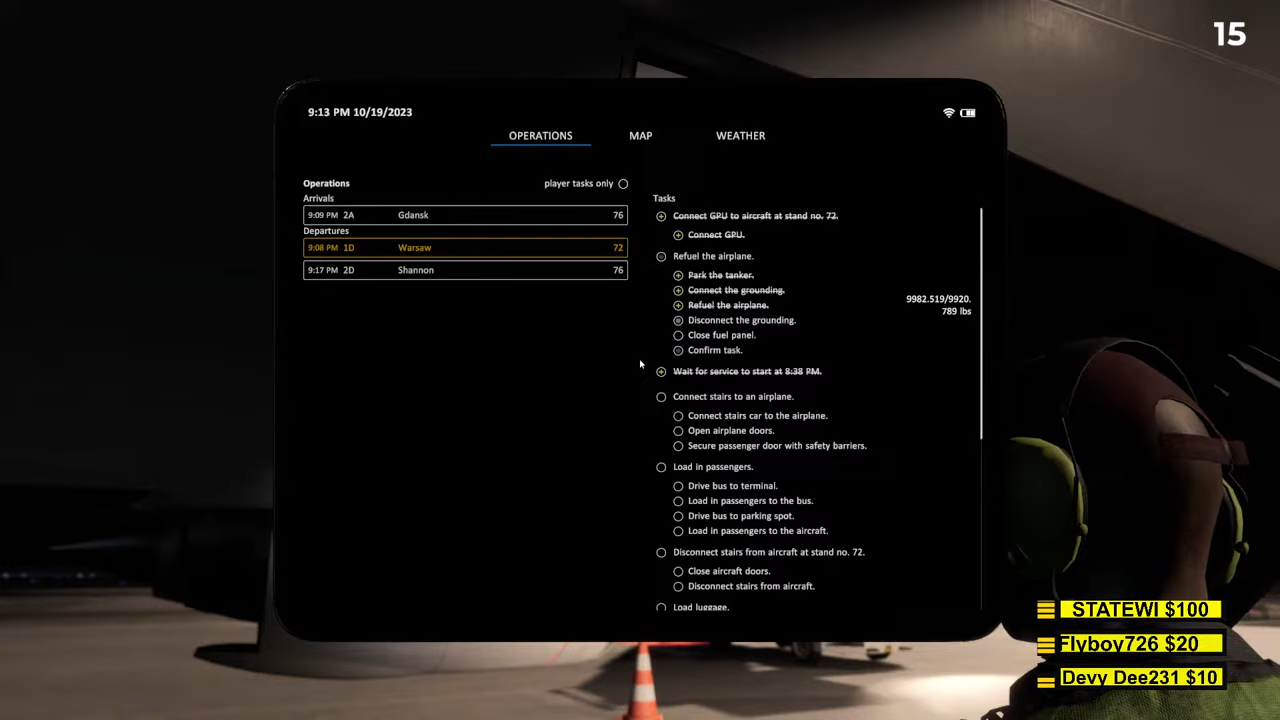 15
9:13 PM 10/19/2023
OPERATIONS MAP WEATHER
Operations player tasks only
Arrivals
9:09 PM 2A Gdansk 76
Departures
9:08 PM 1D Warsaw 72
9:17 PM 2D Shannon 76
Tasks
Connect GPU to aircraft at stand no. 72.
Connect GPU.
Refuel the airplane.
Park the tanker.
Connect the grounding.
Refuel the airplane.
9982.519/9920.
789 lbs
Disconnect the grounding.
Close fuel panel.
Confirm task.
Wait for service to start at 8:38 PM.
Connect stairs to an airplane.
Connect stairs car to the airplane.
Open airplane doors.
Secure passenger door with safety barriers.
Load in passengers.
Drive bus to terminal.
Load in passengers to the bus.
Drive bus to parking spot.
Load in passengers to the aircraft.
Disconnect stairs from aircraft at stand no. 72.
Close aircraft doors.
Disconnect stairs from aircraft.
Load luggage.
STATEWI $100
Flyboy726 $20
Devy Dee231 $10